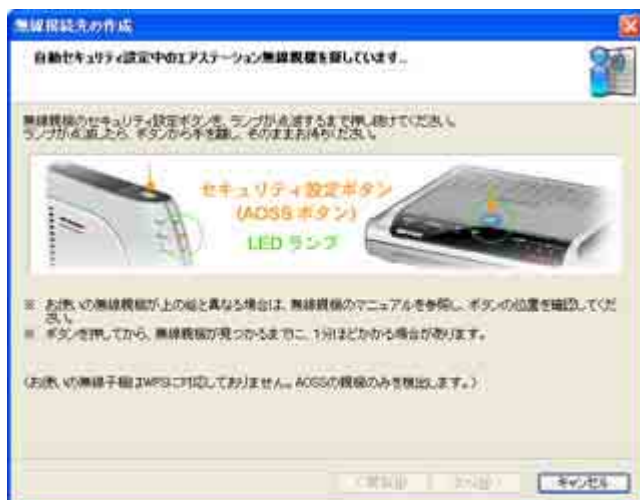 無線接続先の作成
自動セキュリティ設定中のエアステーション無線親機を探しています...
無線親機のセキュリティ設定ボタンを、ランプが点滅するまで押し続けてください。
ランプが点滅したら、ボタンから手を離し、そのままお待ちください。
セキュリティ設定ボタン
(AOSS ボタン)
LED ランプ
※ お使いの無線親機が上の絵と異なる場合は、無線親機のマニュアルを参照し、ボタンの位置を確認してくだ
さい。
※ ボタンを押してから、無線親機が見つかるまでに、1分ほどかかる場合があります。
(お使いの無線子機はWPSに対応しておりません。AOSSの親機のみを検出します。)
キャンセル